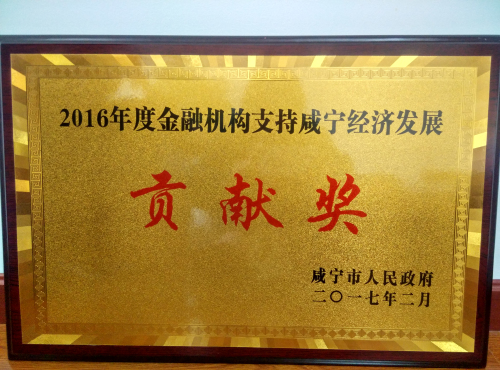 2016年度金融机构支持咸宁经济发展
贡献奖
咸宁市人民政府
二〇一七年二月